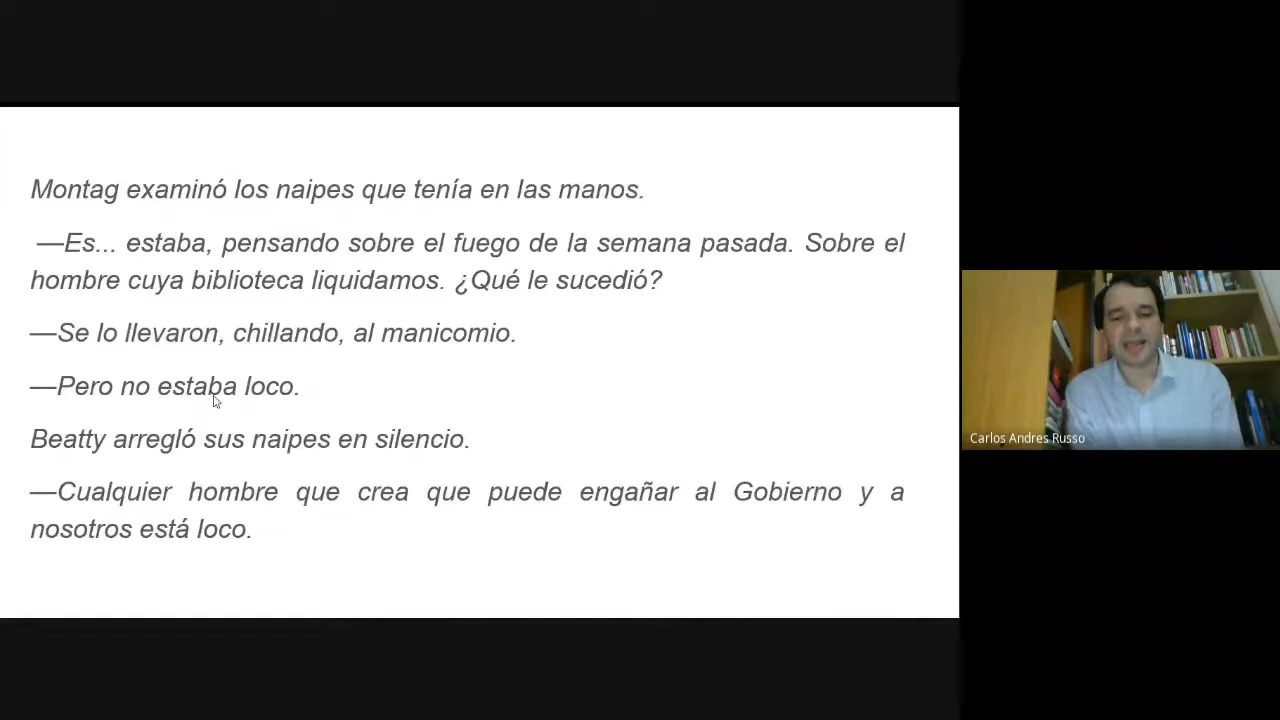 Montag examinó los naipes que tenía en las manos.
—Es... estaba, pensando sobre el fuego de la semana pasada. Sobre el
hombre cuya biblioteca liquidamos. ¿Qué le sucedió?
—Se lo llevaron, chillando, al manicomio.
—Pero no estaba loco.
Beatty arregló sus naipes en silencio.
—Cualquier hombre que crea que puede engañar al Gobierno y a
nosotros está loco.
Carlos Andres Russo